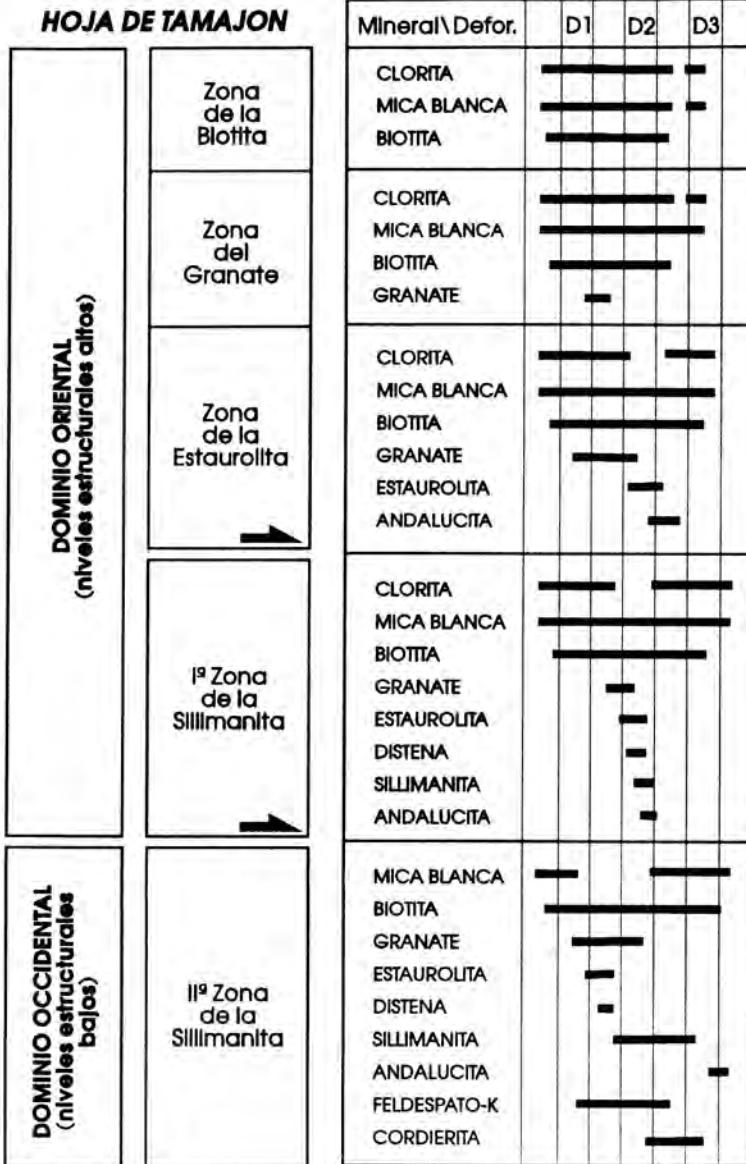 HOJA DE TAMAJON
Mineral\Defor. D1 D2 D3
DOMINIO ORIENTAL
(niveles estructurales altos)
Zona
de la
Biotita
CLORITA
MICA BLANCA
BIOTITA
Zona
del
Granate
CLORITA
MICA BLANCA
BIOTITA
GRANATE
Zona
de la
Estaurolita
CLORITA
MICA BLANCA
BIOTITA
GRANATE
ESTAUROLITA
ANDALUCITA
Iª Zona
de la
Sillimanita
CLORITA
MICA BLANCA
BIOTITA
GRANATE
ESTAUROLITA
DISTENA
SILLIMANITA
ANDALUCITA
DOMINIO OCCIDENTAL
(niveles estructurales
bajos)
IIª Zona
de la
Sillimanita
MICA BLANCA
BIOTITA
GRANATE
ESTAUROLITA
DISTENA
SILLIMANITA
ANDALUCITA
FELDESPATO-K
CORDIERITA